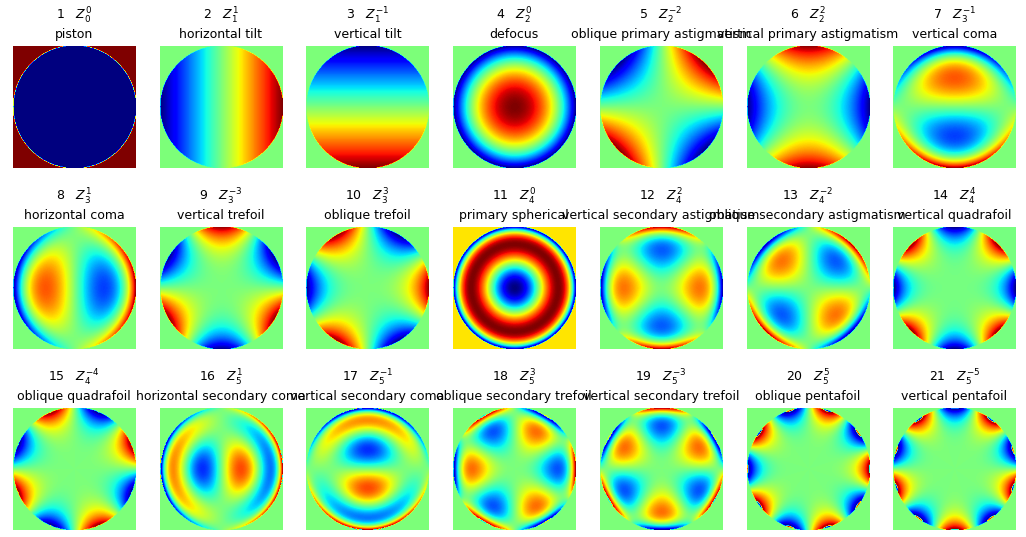 1 Z_0^0 2 Z_1^1 3 Z_1^{-1} 4 Z_2^0 5 Z_2^{-2} 6 Z_2^2 7 Z_3^{-1}
piston horizontal tilt vertical tilt defocus oblique primary astigmatism vertical primary astigmatism vertical coma
8 Z_3^1 9 Z_3^{-3} 10 Z_3^3 11 Z_4^0 12 Z_4^2 13 Z_4^{-2} 14 Z_4^4
horizontal coma vertical trefoil oblique trefoil primary spherical vertical secondary astigmatism oblique secondary astigmatism vertical quadrafoil
15 Z_4^{-4} 16 Z_5^1 17 Z_5^{-1} 18 Z_5^3 19 Z_5^{-3} 20 Z_5^5 21 Z_5^{-5}
oblique quadrafoil horizontal secondary coma vertical secondary coma oblique secondary trefoil vertical secondary trefoil oblique pentafoil vertical pentafoil